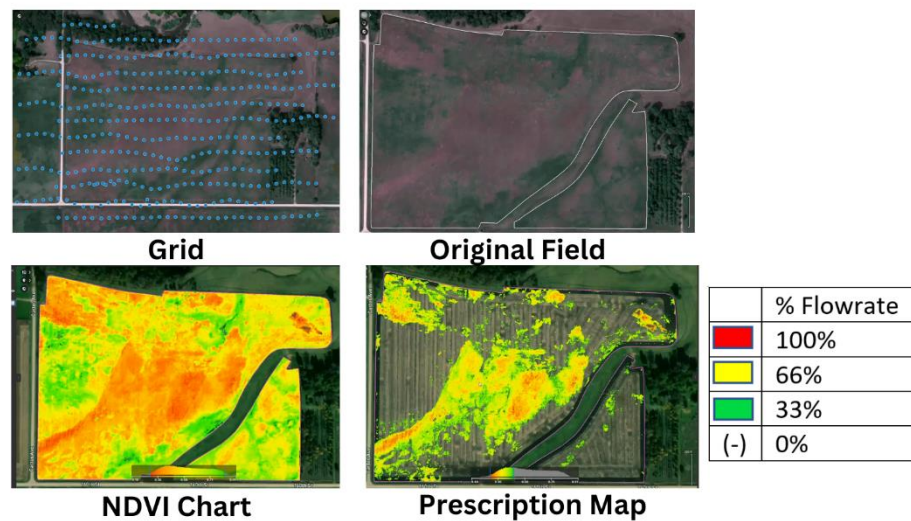 Grid
Original Field
NDVI Chart
Prescription Map
% Flowrate
100%
66%
33%
(-) 0%